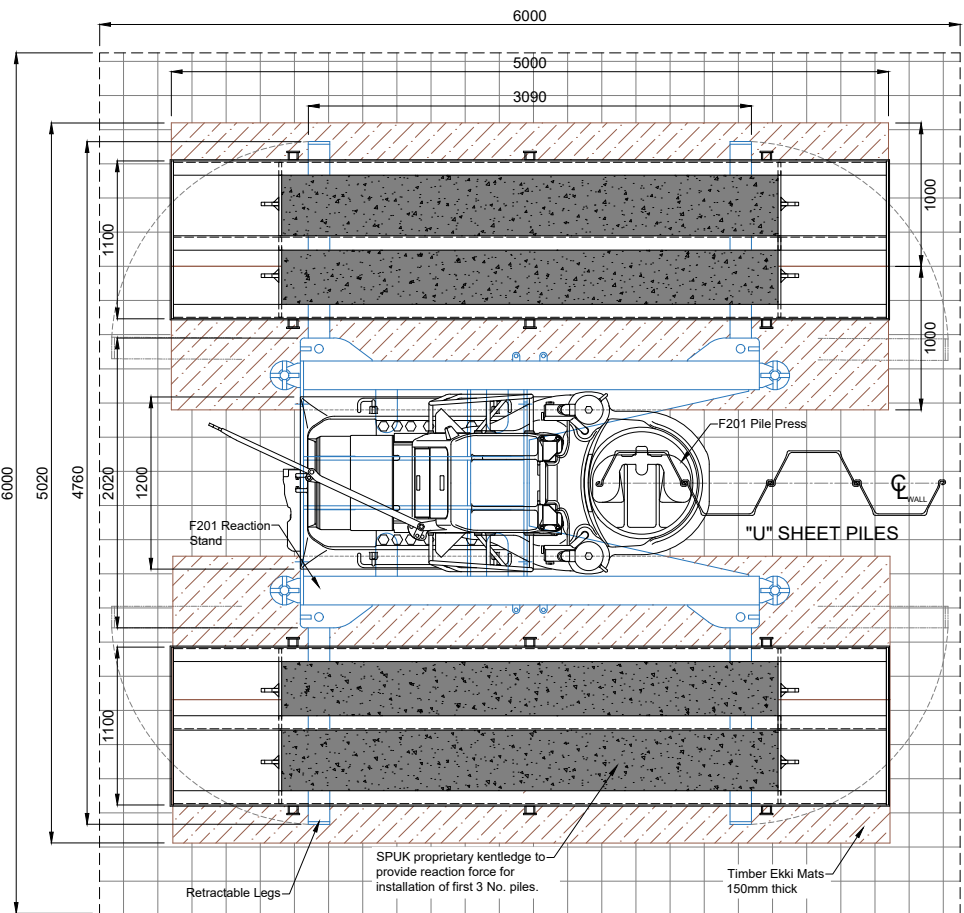 6000
5000
3090
1000
1100
1000
F201 Pile Press
6000
5020
4760
2020
1200
CL WALL
"U" SHEET PILES
F201 Reaction
Stand
1100
SPUK proprietary kentledge to
provide reaction force for
installation of first 3 No. piles.
Timber Ekki Mats
150mm thick
Retractable Legs